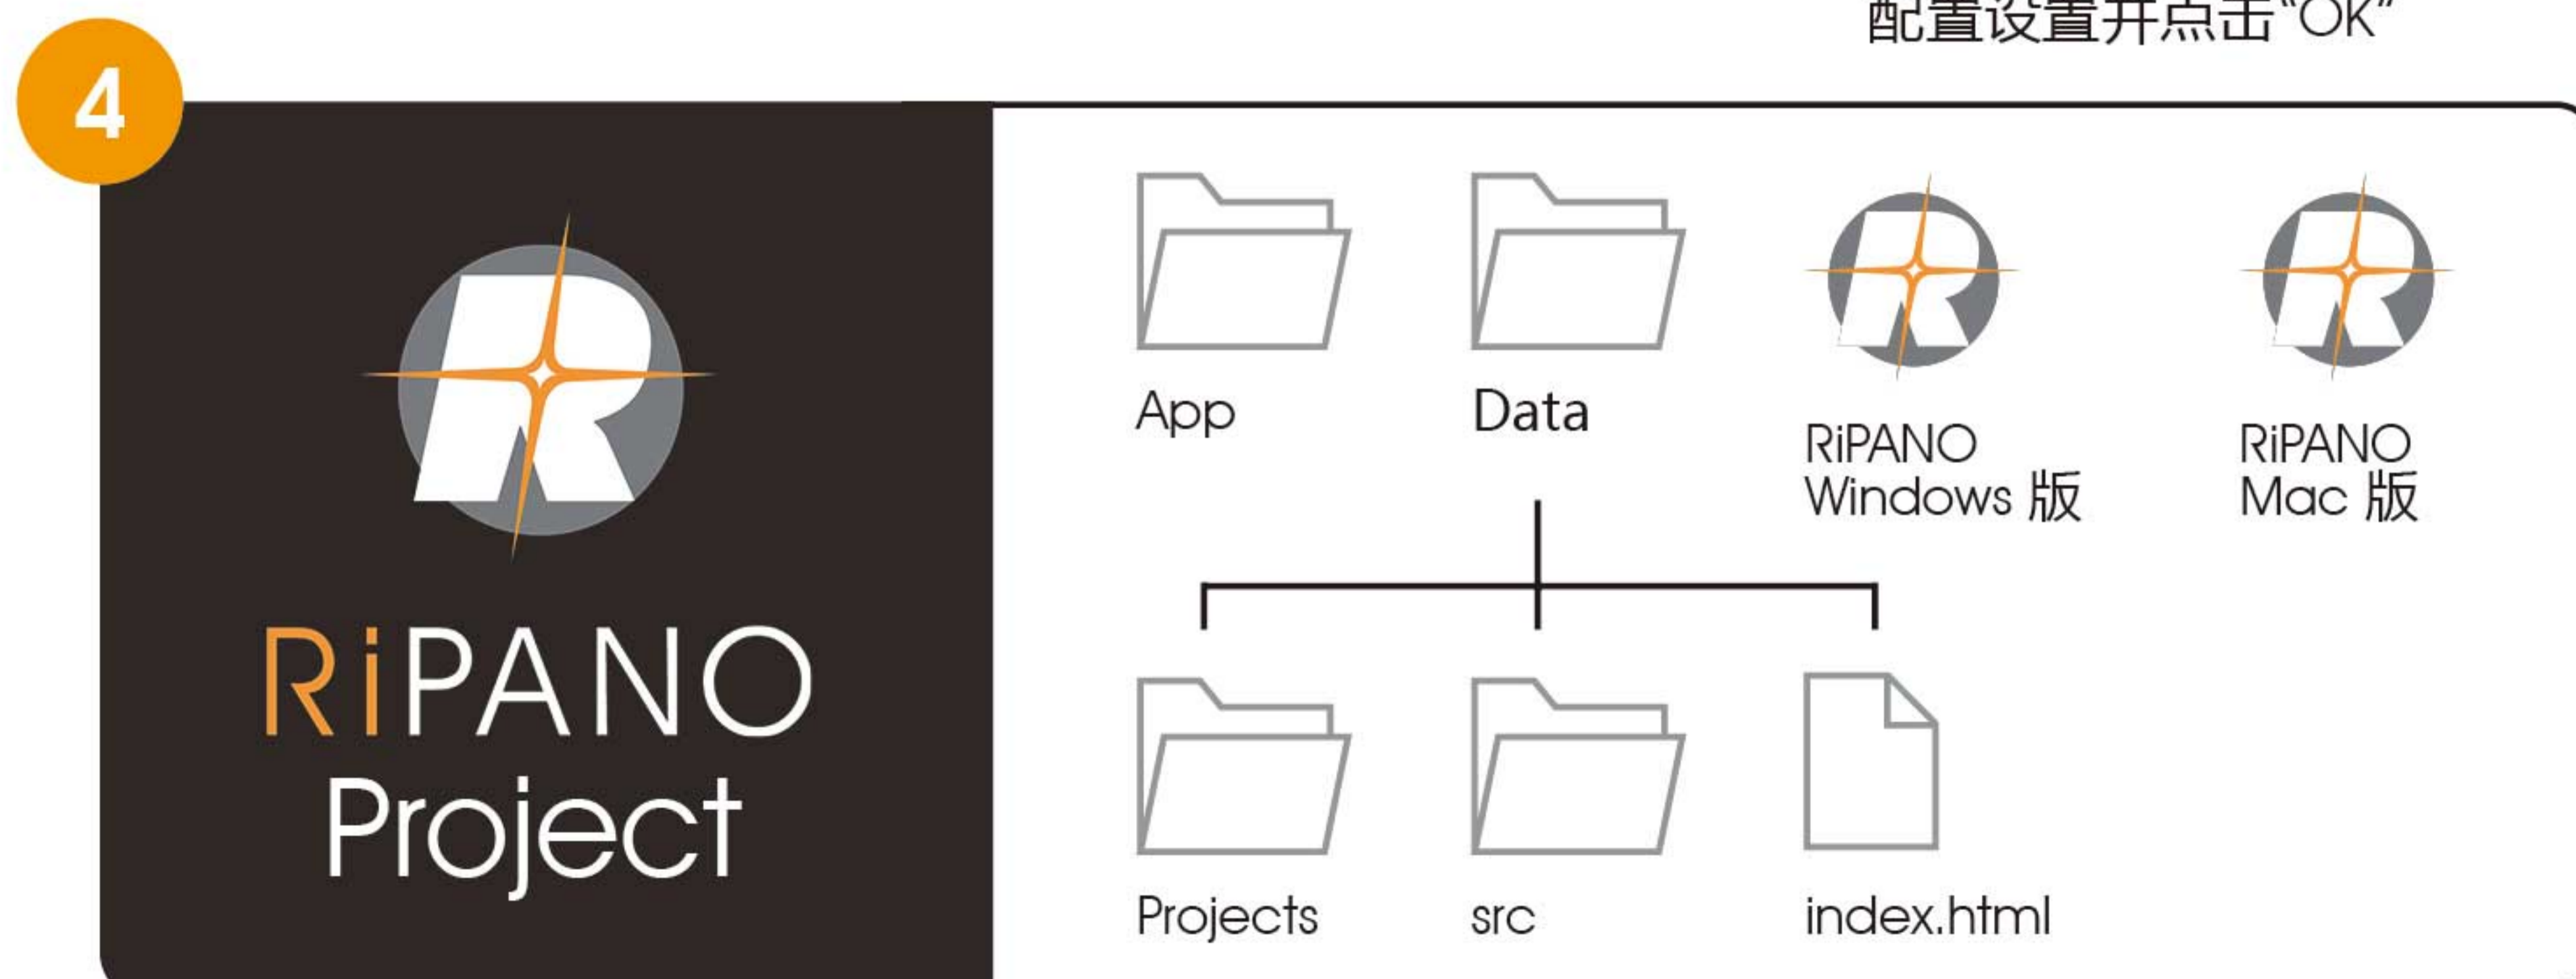 配置设置并点击“OK”
4
RiPANO
Project
App
Data
RiPANO
Windows 版
RiPANO
Mac 版
Projects
src
index.html